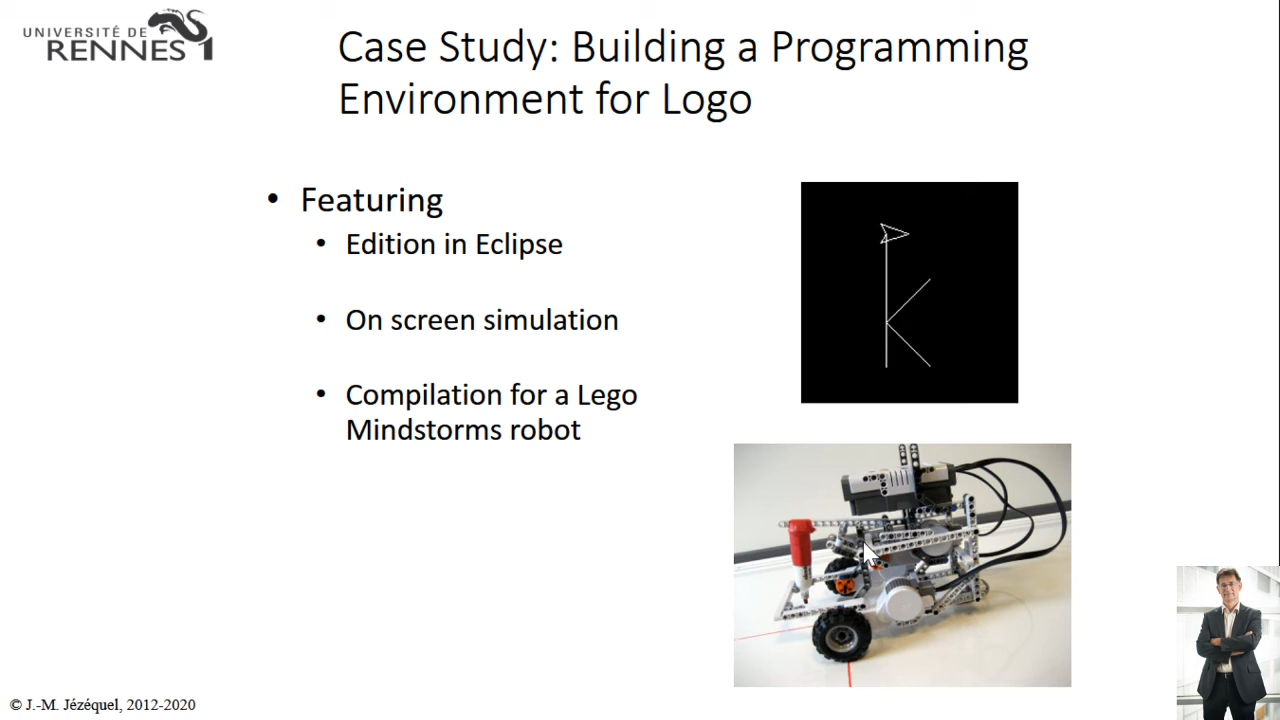 UNIVERSITÉ DE
RENNES 1
Case Study: Building a Programming
Environment for Logo
• Featuring
• Edition in Eclipse
• On screen simulation
• Compilation for a Lego
Mindstorms robot
© J.-M. Jézéquel, 2012-2020